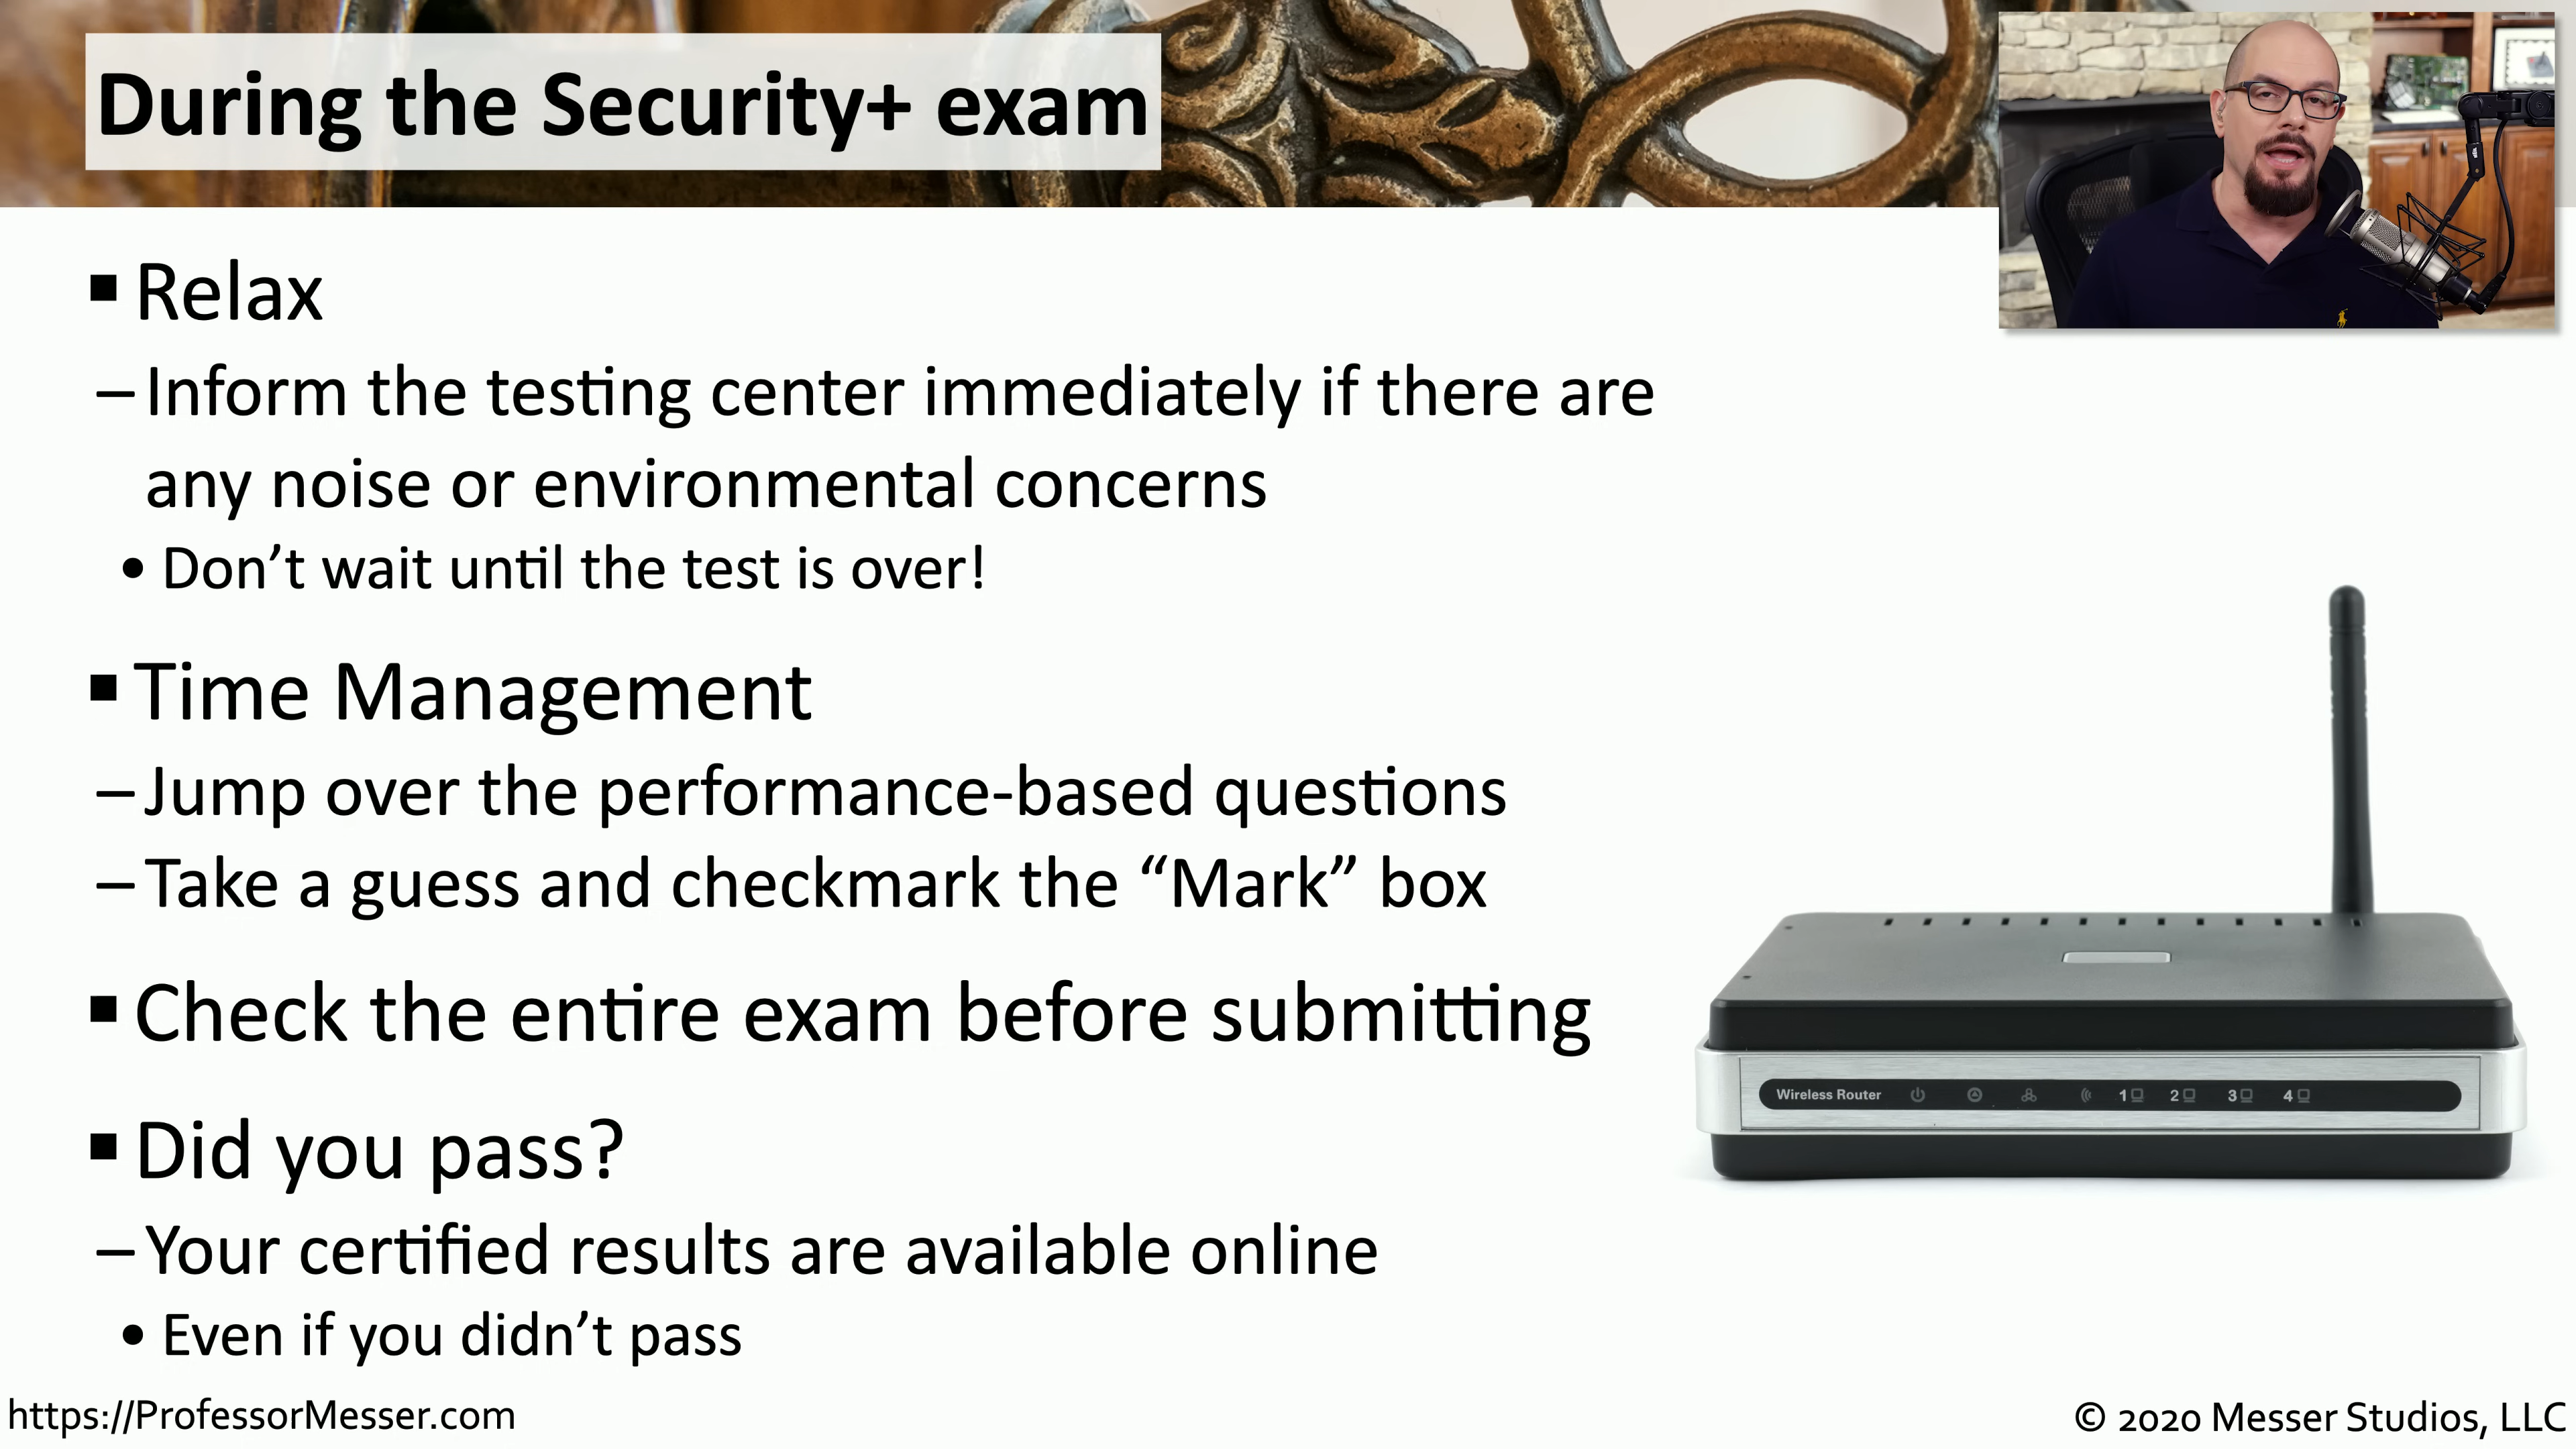 During the Security+ exam
▪ Relax
– Inform the testing center immediately if there are
any noise or environmental concerns
• Don’t wait until the test is over!
▪ Time Management
– Jump over the performance-based questions
– Take a guess and checkmark the “Mark” box
▪ Check the entire exam before submitting
▪ Did you pass?
– Your certified results are available online
• Even if you didn’t pass
Wireless Router 1 2 3 4
https://ProfessorMesser.com
© 2020 Messer Studios, LLC